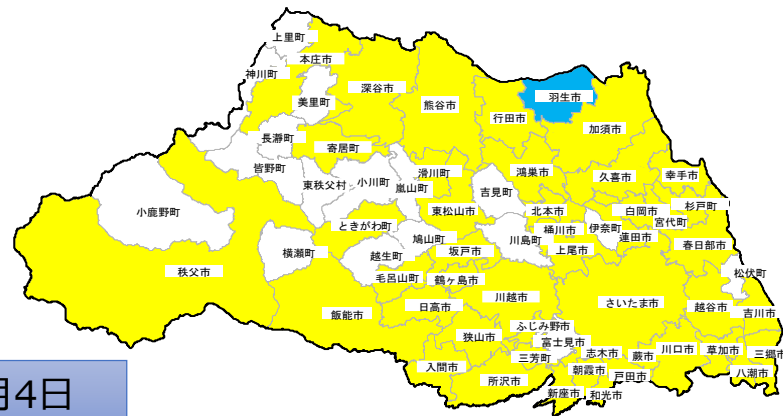 上里町
本庄市
神川町
深谷市
熊谷市
羽生市
美里町
行田市
加須市
長瀞町
寄居町
皆野町
東秩父村
小川町
嵐山町
滑川町
吉見町
鴻巣市
久喜市
幸手市
小鹿野町
東松山市
北本市
白岡市
杉戸町
宮代町
ときがわ町
鳩山町
川島町
桶川市
伊奈町
蓮田市
横瀬町
越生町
坂戸市
上尾市
春日部市
秩父市
毛呂山町
鶴ヶ島市
松伏町
飯能市
日高市
川越市
さいたま市
越谷市
吉川市
狭山市
ふじみ野市
富士見市
三芳町
志木市
蕨市
川口市
草加市
三郷市
入間市
所沢市
朝霞市
戸田市
八潮市
新座市
和光市
月4日